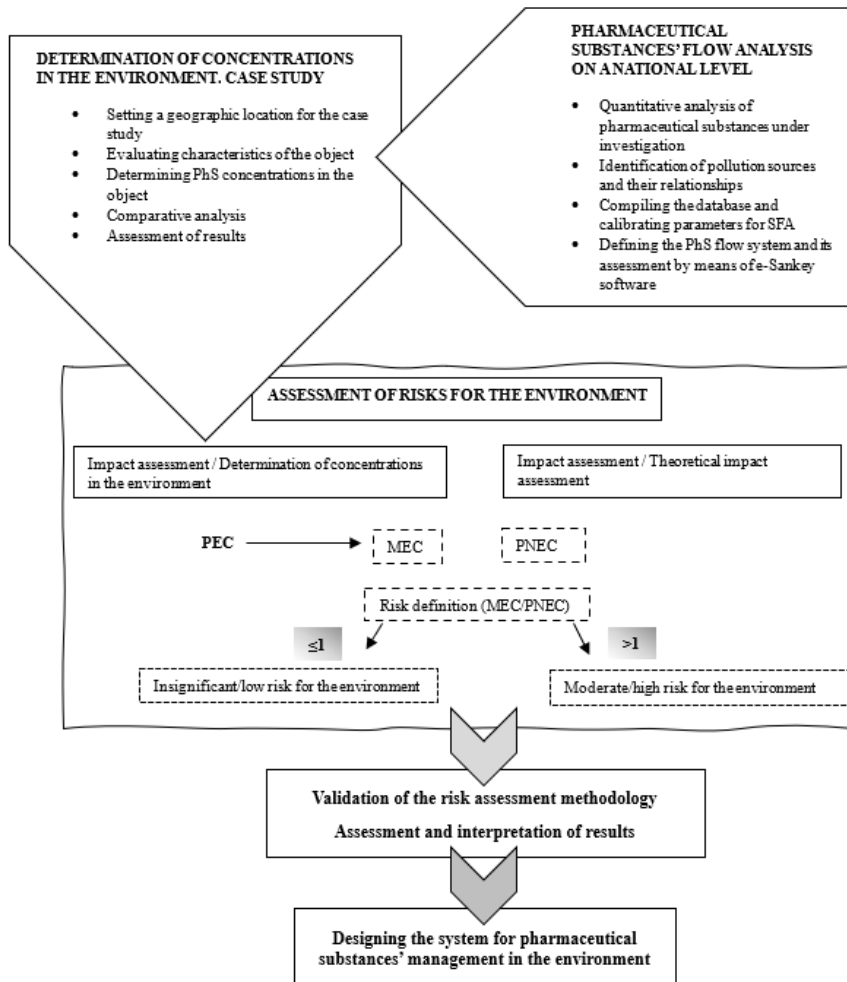 DETERMINATION OF CONCENTRATIONS
IN THE ENVIRONMENT. CASE STUDY
• Setting a geographic location for the case
study
• Evaluating characteristics of the object
• Determining PhS concentrations in the
object
• Comparative analysis
• Assessment of results
PHARMACEUTICAL
SUBSTANCES' FLOW ANALYSIS
ON A NATIONAL LEVEL
• Quantitative analysis of
pharmaceutical substances under
investigation
• Identification of pollution sources
and their relationships
• Compiling the database and
calibrating parameters for SFA
• Defining the PhS flow system and its
assessment by means of e-Sankey
software
ASSESSMENT OF RISKS FOR THE ENVIRONMENT
Impact assessment / Determination of concentrations
in the environment
Impact assessment / Theoretical impact
assessment
PEC
MEC
PNEC
Risk definition (MEC/PNEC)
≤1
>1
Insignificant/low risk for the environment
Moderate/high risk for the environment
Validation of the risk assessment methodology
Assessment and interpretation of results
Designing the system for pharmaceutical
substances' management in the environment